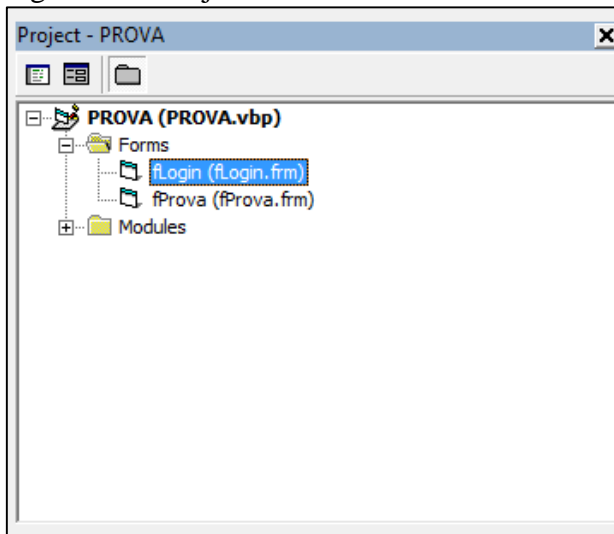 Project - PROVA
PROVA (PROVA.vbp)
Forms
fLogin (fLogin.frm)
fProva (fProva.frm)
Modules